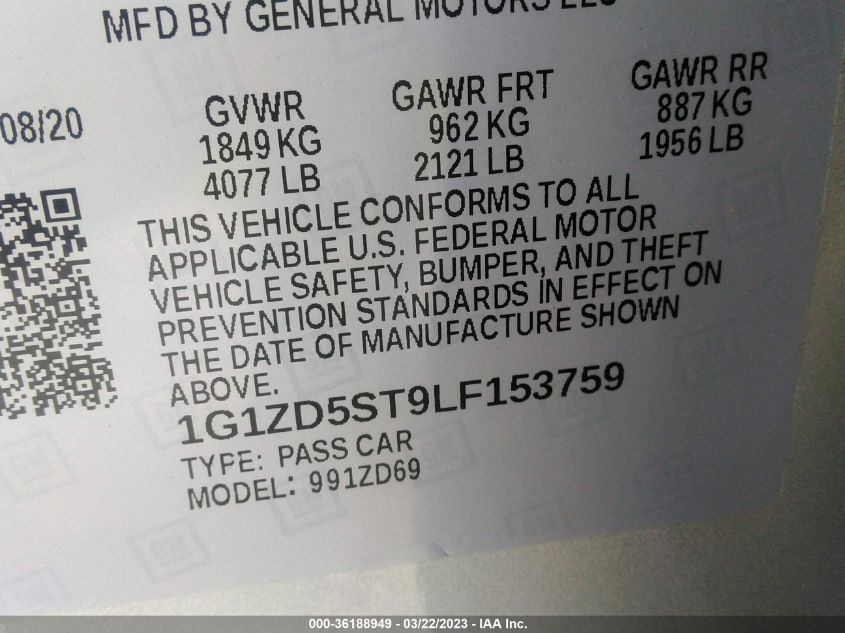 MFD BY GENERAL MOTORS LLC
08/20
GVWR GAWR FRT GAWR RR
1849 KG 962 KG 887 KG
4077 LB 2121 LB 1956 LB
THIS VEHICLE CONFORMS TO ALL
APPLICABLE U.S. FEDERAL MOTOR
VEHICLE SAFETY, BUMPER, AND THEFT
PREVENTION STANDARDS IN EFFECT ON
THE DATE OF MANUFACTURE SHOWN
ABOVE.
1G1ZD5ST9LF153759
TYPE: PASS CAR
MODEL: 991ZD69
000-36188949 - 03/22/2023 - IAA Inc.